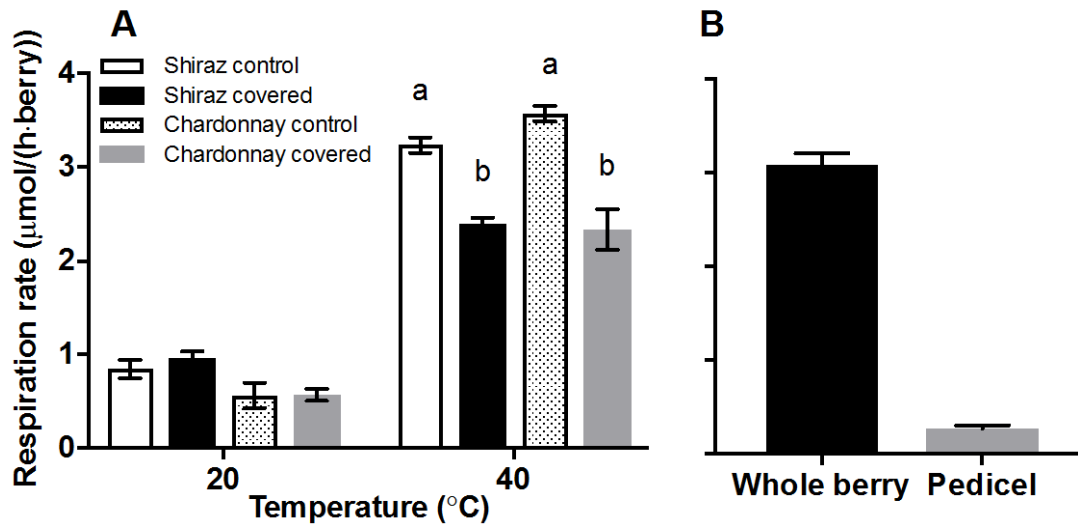 A
B
Respiration rate (μmol/(h·berry))
Shiraz control
Shiraz covered
Chardonnay control
Chardonnay covered
4
3
2
1
0
a
b
a
b
20
40
Temperature (°C)
Whole berry
Pedicel